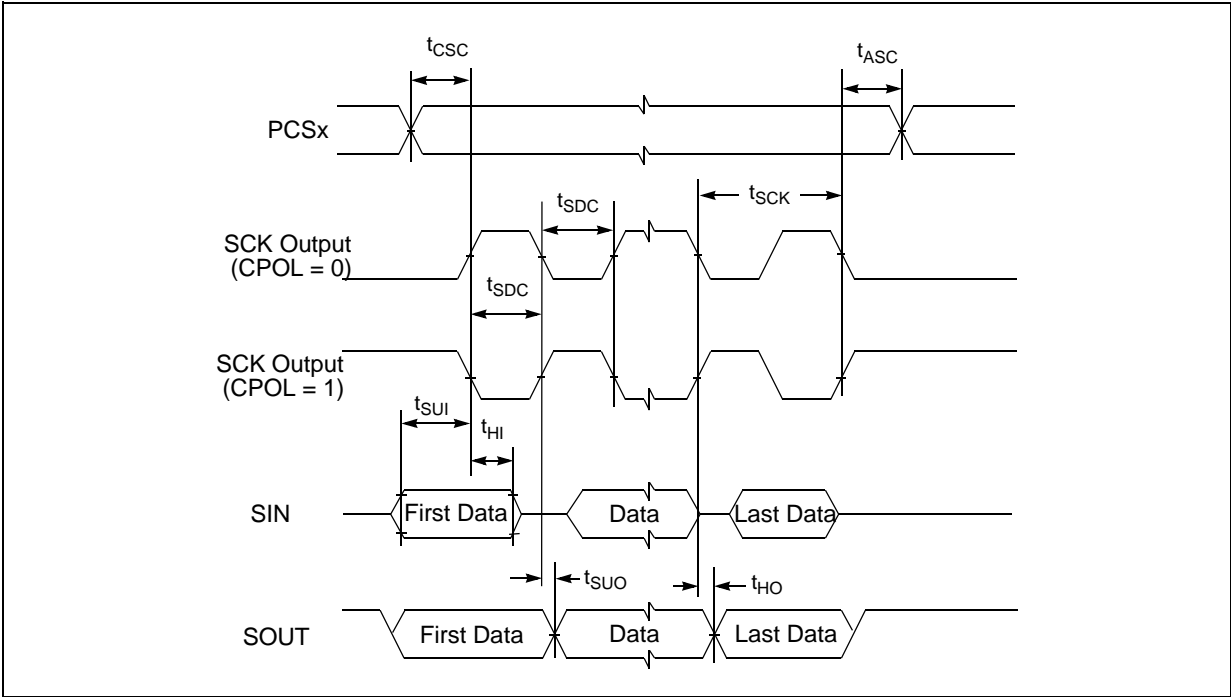 tCSC
tASC
PCSx
tSCK
tSDC
SCK Output
(CPOL = 0)
tSDC
SCK Output
(CPOL = 1)
tSUI
tHI
SIN
First Data
Data
Last Data
tSUO
tHO
SOUT
First Data
Data
Last Data